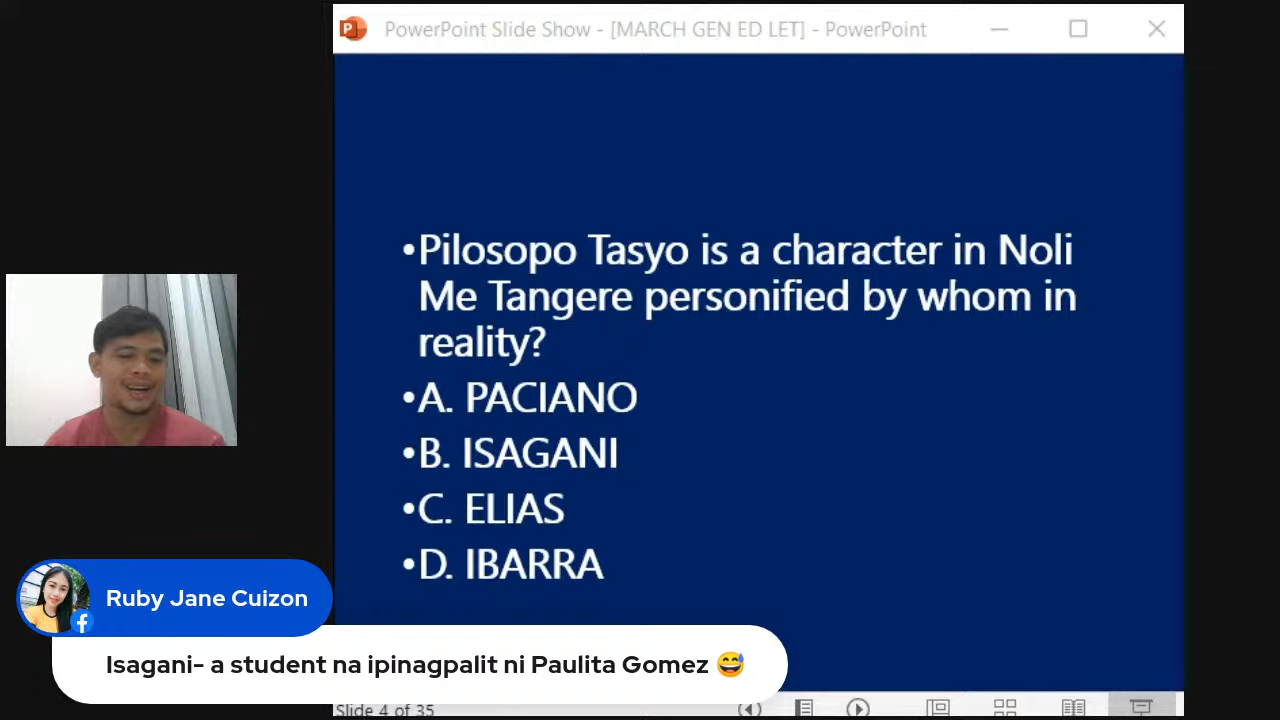 PowerPoint Slide Show - [MARCH GEN ED LET] - PowerPoint
•Pilosopo Tasyo is a character in Noli
Me Tangere personified by whom in
reality?
•A. PACIANO
•B. ISAGANI
•C. ELIAS
•D. IBARRA
Ruby Jane Cuizon
Isagani- a student na ipinagpalit ni Paulita Gomez 😅
Slide 4 of 35